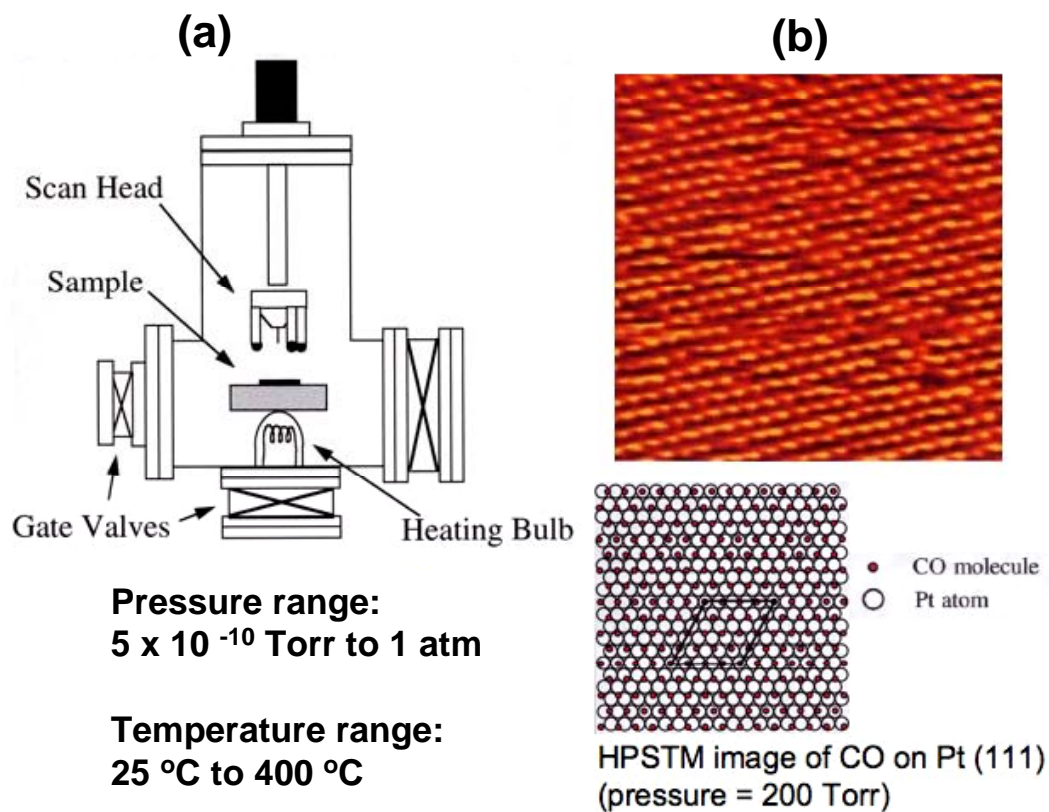 (a)
Scan Head
Sample
Gate Valves
Heating Bulb
Pressure range:
5 x 10 -10 Torr to 1 atm
Temperature range:
25 ºC to 400 ºC
(b)
CO molecule
Pt atom
HPSTM image of CO on Pt (111)
(pressure = 200 Torr)